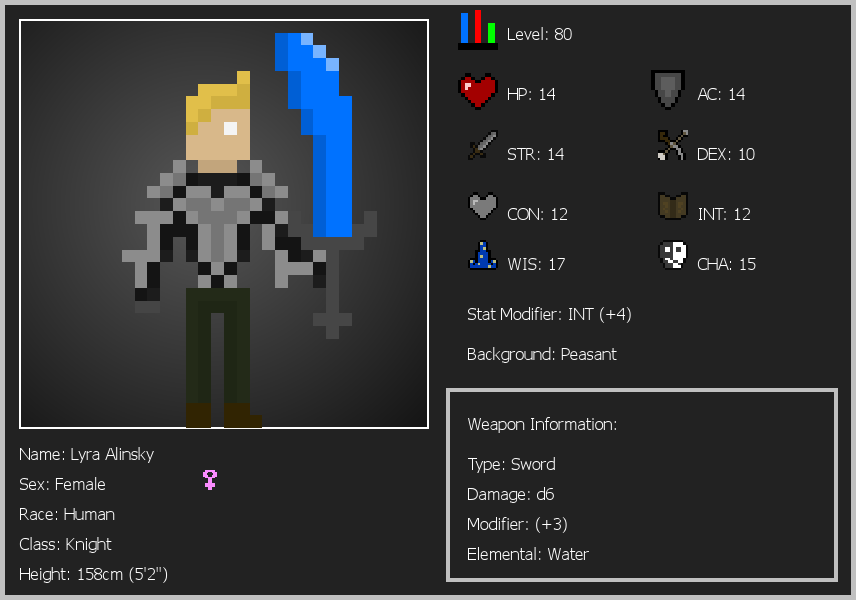 Level: 80
HP: 14
AC: 14
STR: 14
DEX: 10
CON: 12
INT: 12
WIS: 17
CHA: 15
Stat Modifier: INT (+4)
Background: Peasant
Weapon Information:
Type: Sword
Damage: d6
Modifier: (+3)
Elemental: Water
Name: Lyra Alinsky
Sex: Female
Race: Human
Class: Knight
Height: 158cm (5'2")